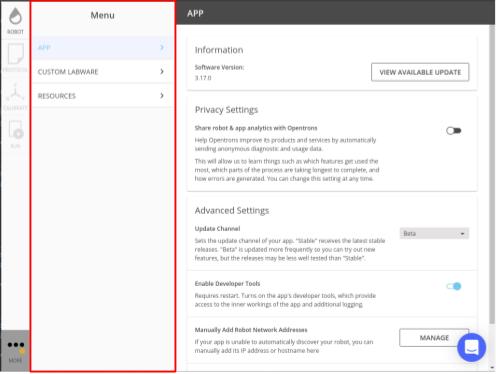 ROBOT
PROTOCOL
CALIBRATE
RUN
MORE
Menu
APP
CUSTOM LABWARE
RESOURCES
APP
Information
Software Version:
3.17.0
VIEW AVAILABLE UPDATE
Privacy Settings
Share robot & app analytics with Opentrons
Help Opentrons improve its products and services by automatically
sending anonymous diagnostic and usage data.
This will allow us to learn things such as which features get used the
most, which parts of the process are taking longest to complete, and
how errors are generated. You can change this setting at any time.
Advanced Settings
Update Channel
Sets the update channel of your app. "Stable" receives the latest stable
releases. "Beta" is updated more frequently so you can try out new
features, but the releases may be less well tested than "Stable".
Beta
Enable Developer Tools
Requires restart. Turns on the app's developer tools, which provide
access to the inner workings of the app and additional logging.
Manually Add Robot Network Addresses
If your app is unable to automatically discover your robot, you can
manually add its IP address or hostname here
MANAGE